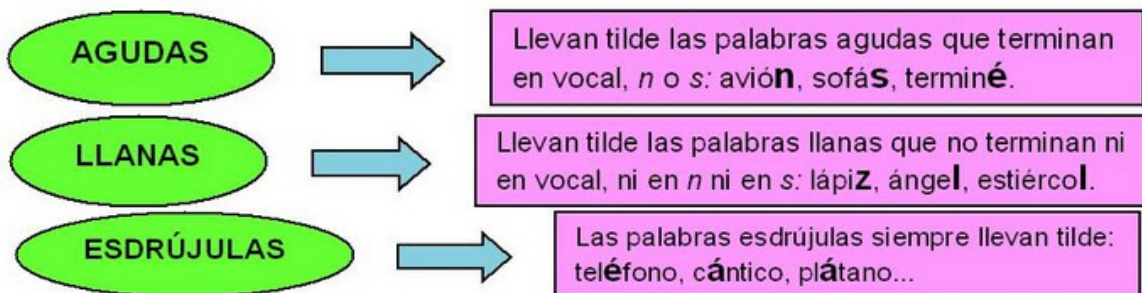 AGUDAS
Llevan tilde las palabras agudas que terminan
en vocal, n o s: avión, sofás, terminé.
LLANAS
Llevan tilde las palabras llanas que no terminan ni
en vocal, ni en n ni en s: lápiz, ángel, estiércol.
ESDRÚJULAS
Las palabras esdrújulas siempre llevan tilde:
teléfono, cántico, plátano...